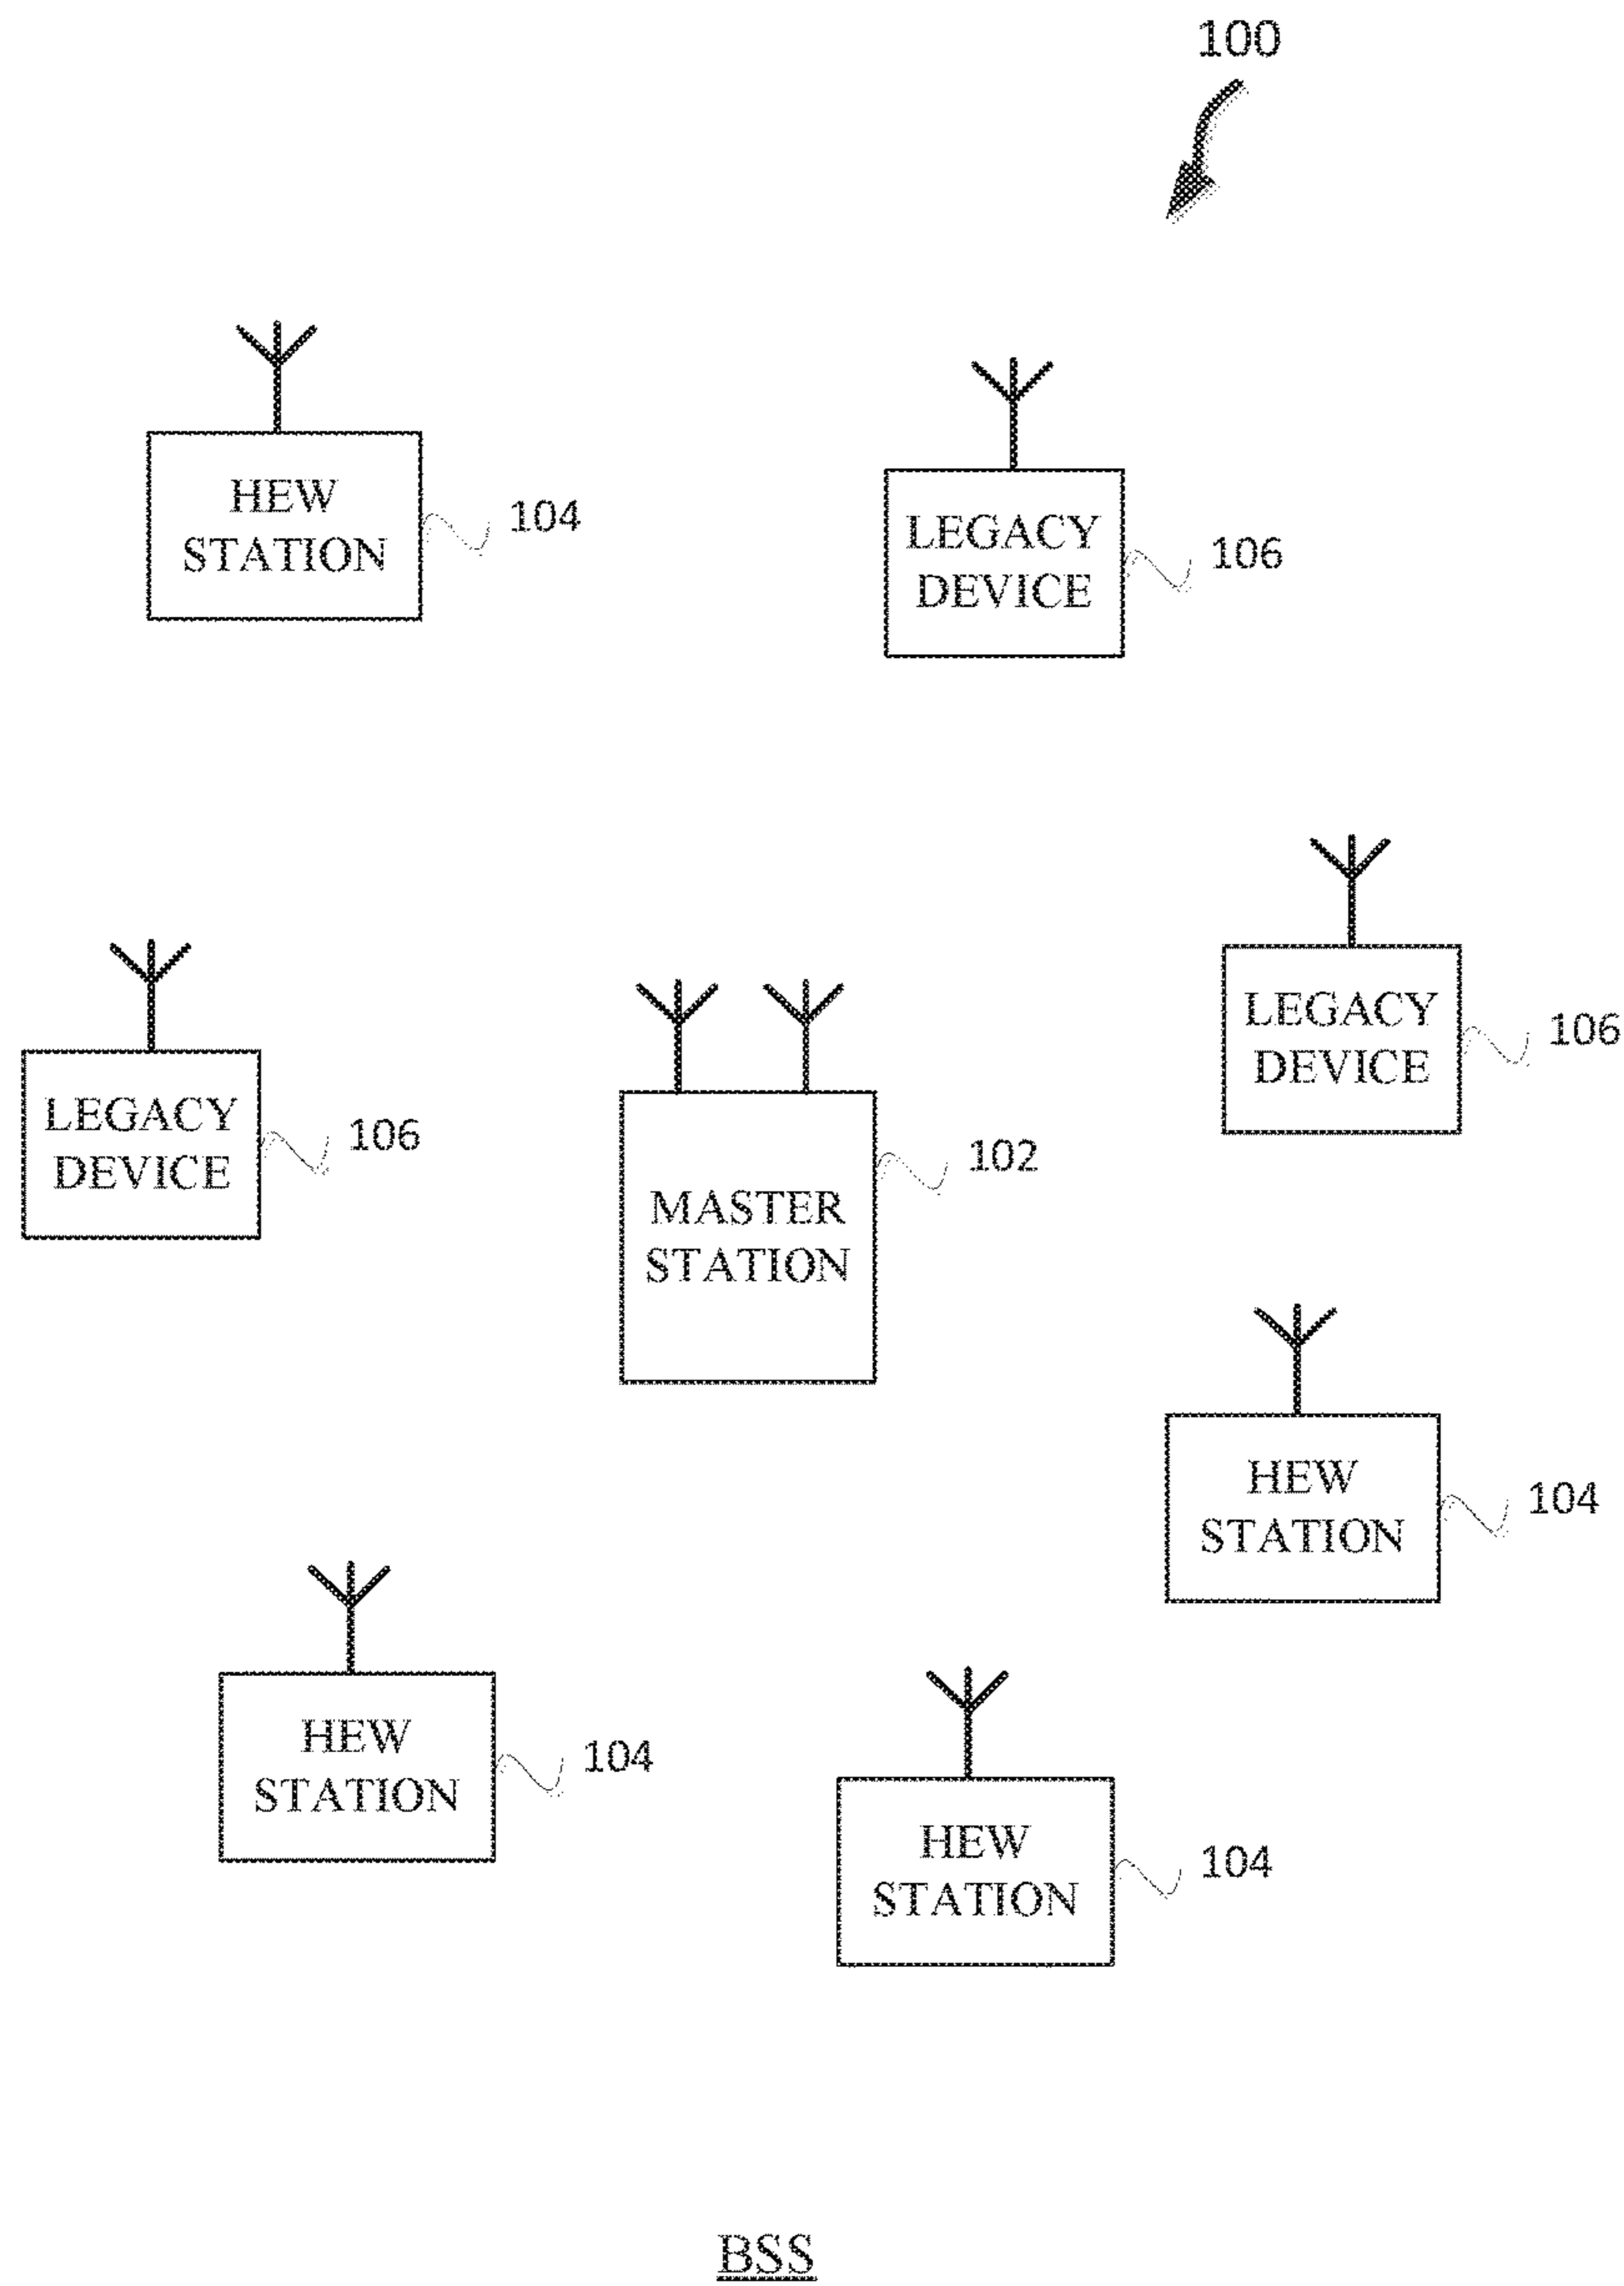 100
HEW
STATION
104
LEGACY
DEVICE
106
LEGACY
DEVICE
106
LEGACY
DEVICE
106
MASTER
STATION
102
HEW
STATION
104
HEW
STATION
104
HEW
STATION
104
BSS